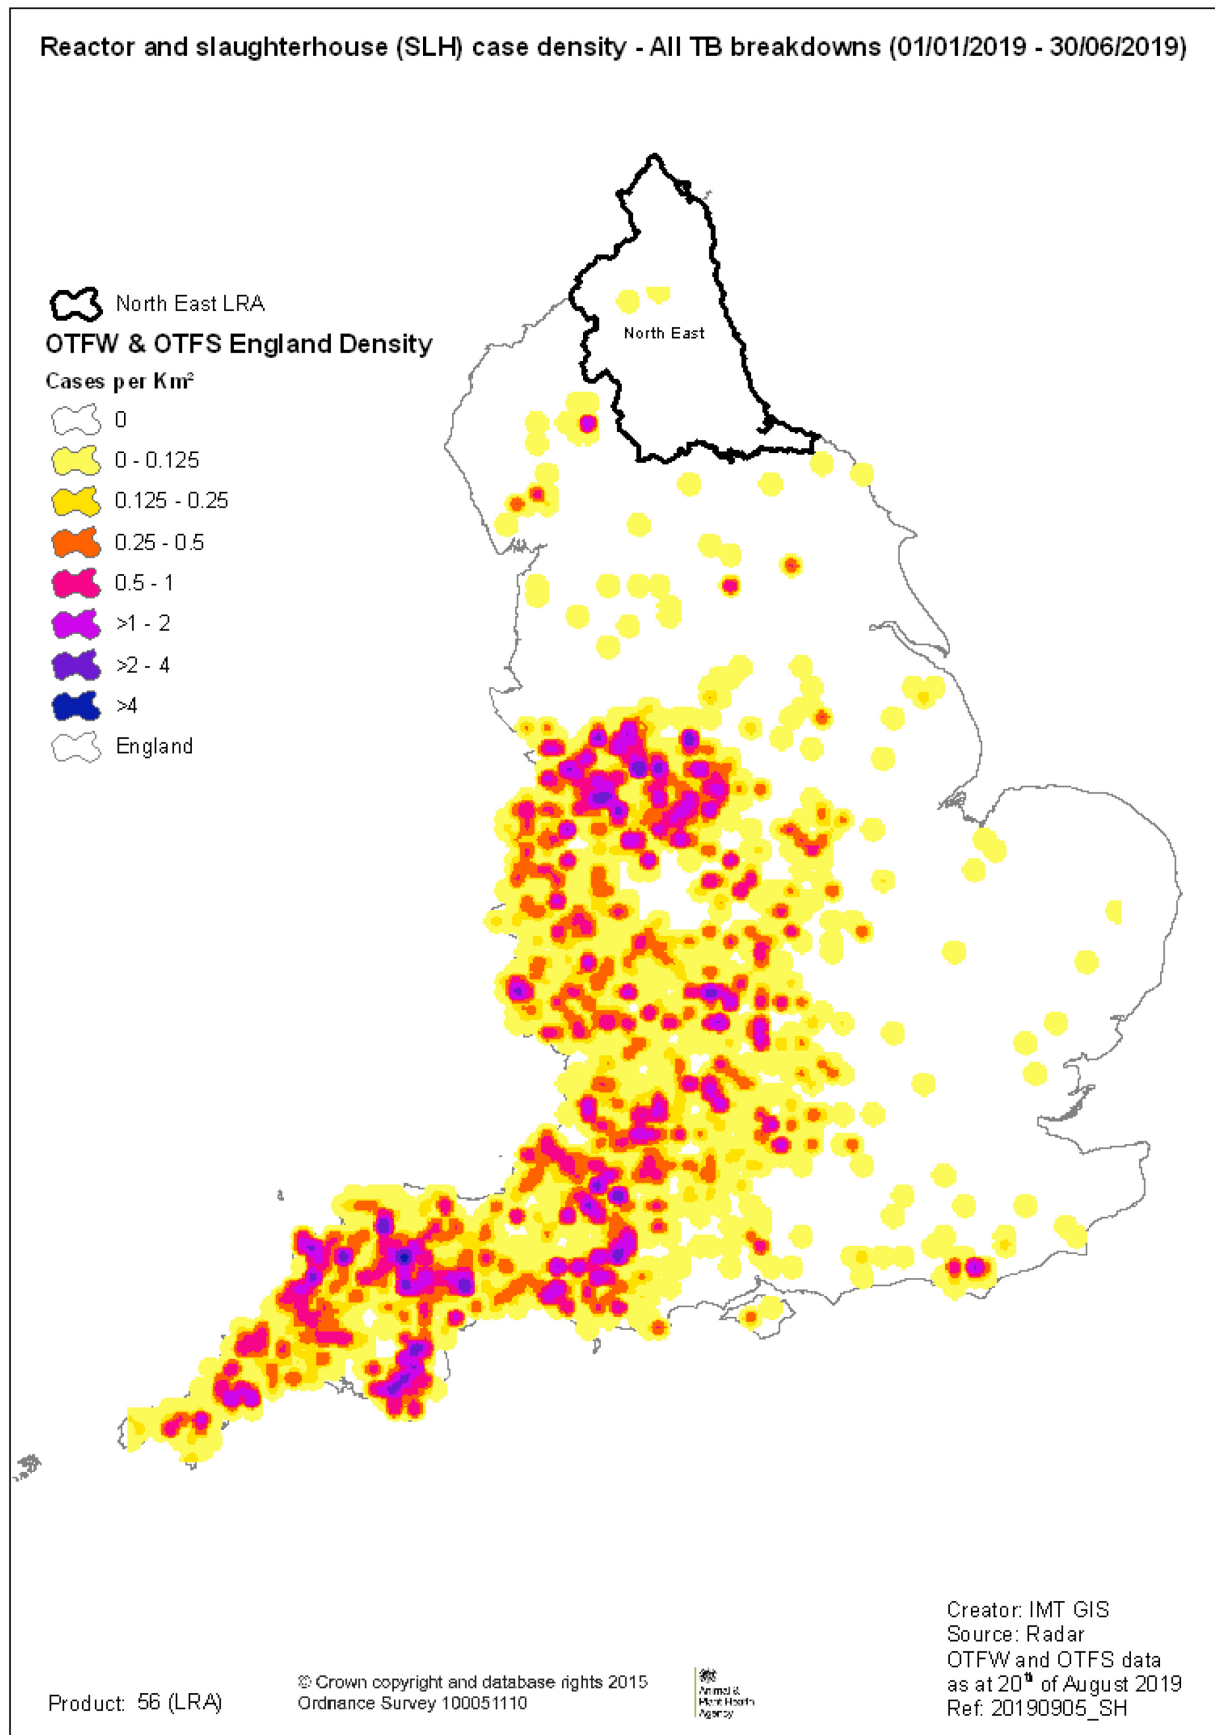 Reactor and slaughterhouse (SLH) case density - All TB breakdowns (01/01/2019 - 30/06/2019)
North East LRA
OTFW & OTFS England Density
Cases per Km²
0
0 - 0.125
0.125 - 0.25
0.25 - 0.5
0.5 - 1
>1 - 2
>2 - 4
>4
England
North East
Product: 56 (LRA)
© Crown copyright and database rights 2015
Ordnance Survey 100051110
Animal &
Plant Health
Agency
Creator: IMT GIS
Source: Radar
OTFW and OTFS data
as at 20th of August 2019
Ref: 20190905_SH